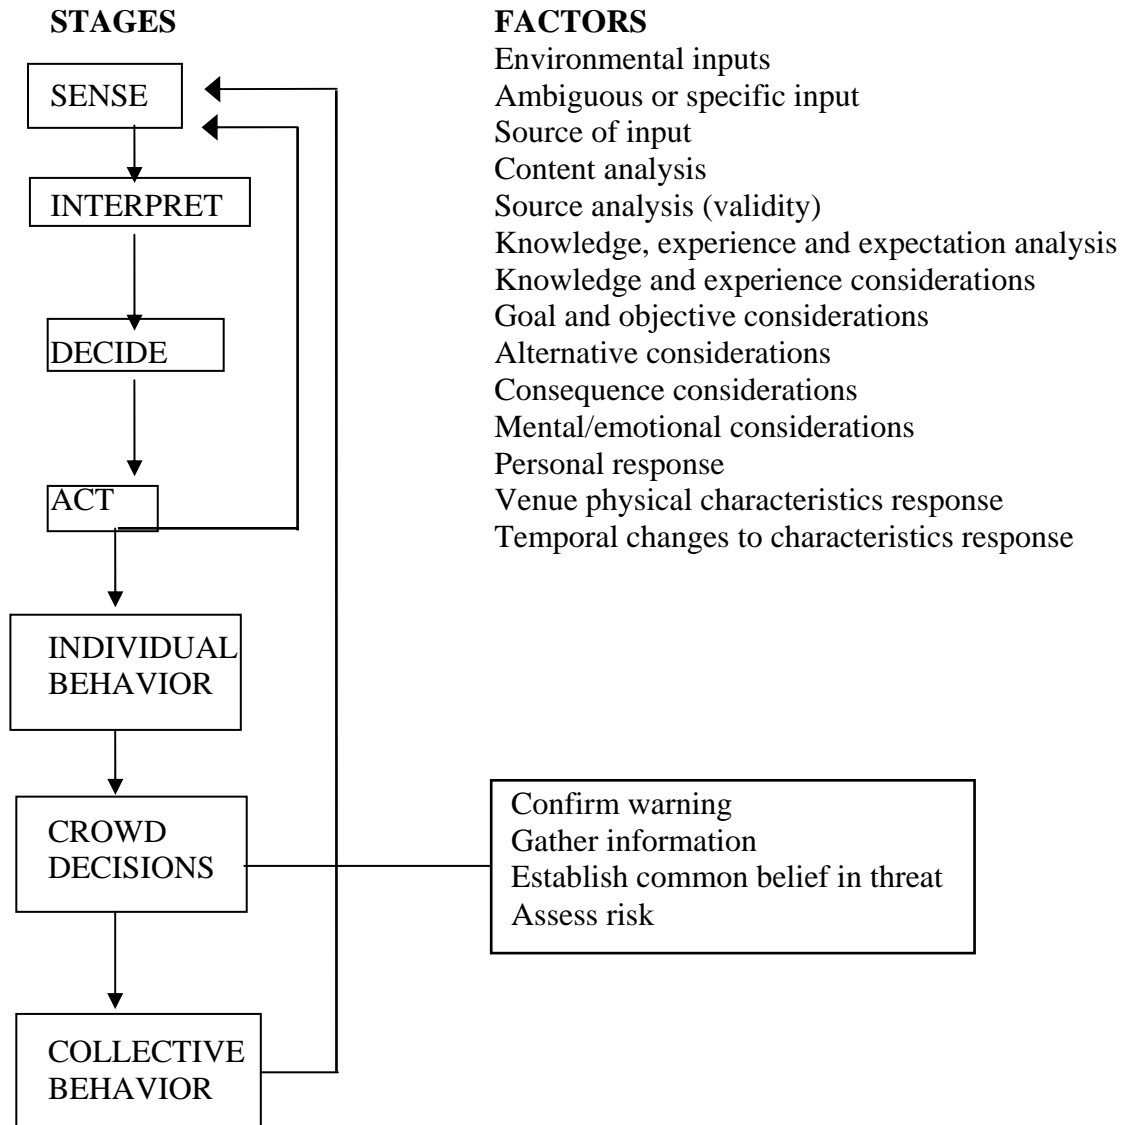 STAGES
SENSE
INTERPRET
DECIDE
ACT
INDIVIDUAL
BEHAVIOR
CROWD
DECISIONS
COLLECTIVE
BEHAVIOR
FACTORS
Environmental inputs
Ambiguous or specific input
Source of input
Content analysis
Source analysis (validity)
Knowledge, experience and expectation analysis
Knowledge and experience considerations
Goal and objective considerations
Alternative considerations
Consequence considerations
Mental/emotional considerations
Personal response
Venue physical characteristics response
Temporal changes to characteristics response
Confirm warning
Gather information
Establish common belief in threat
Assess risk